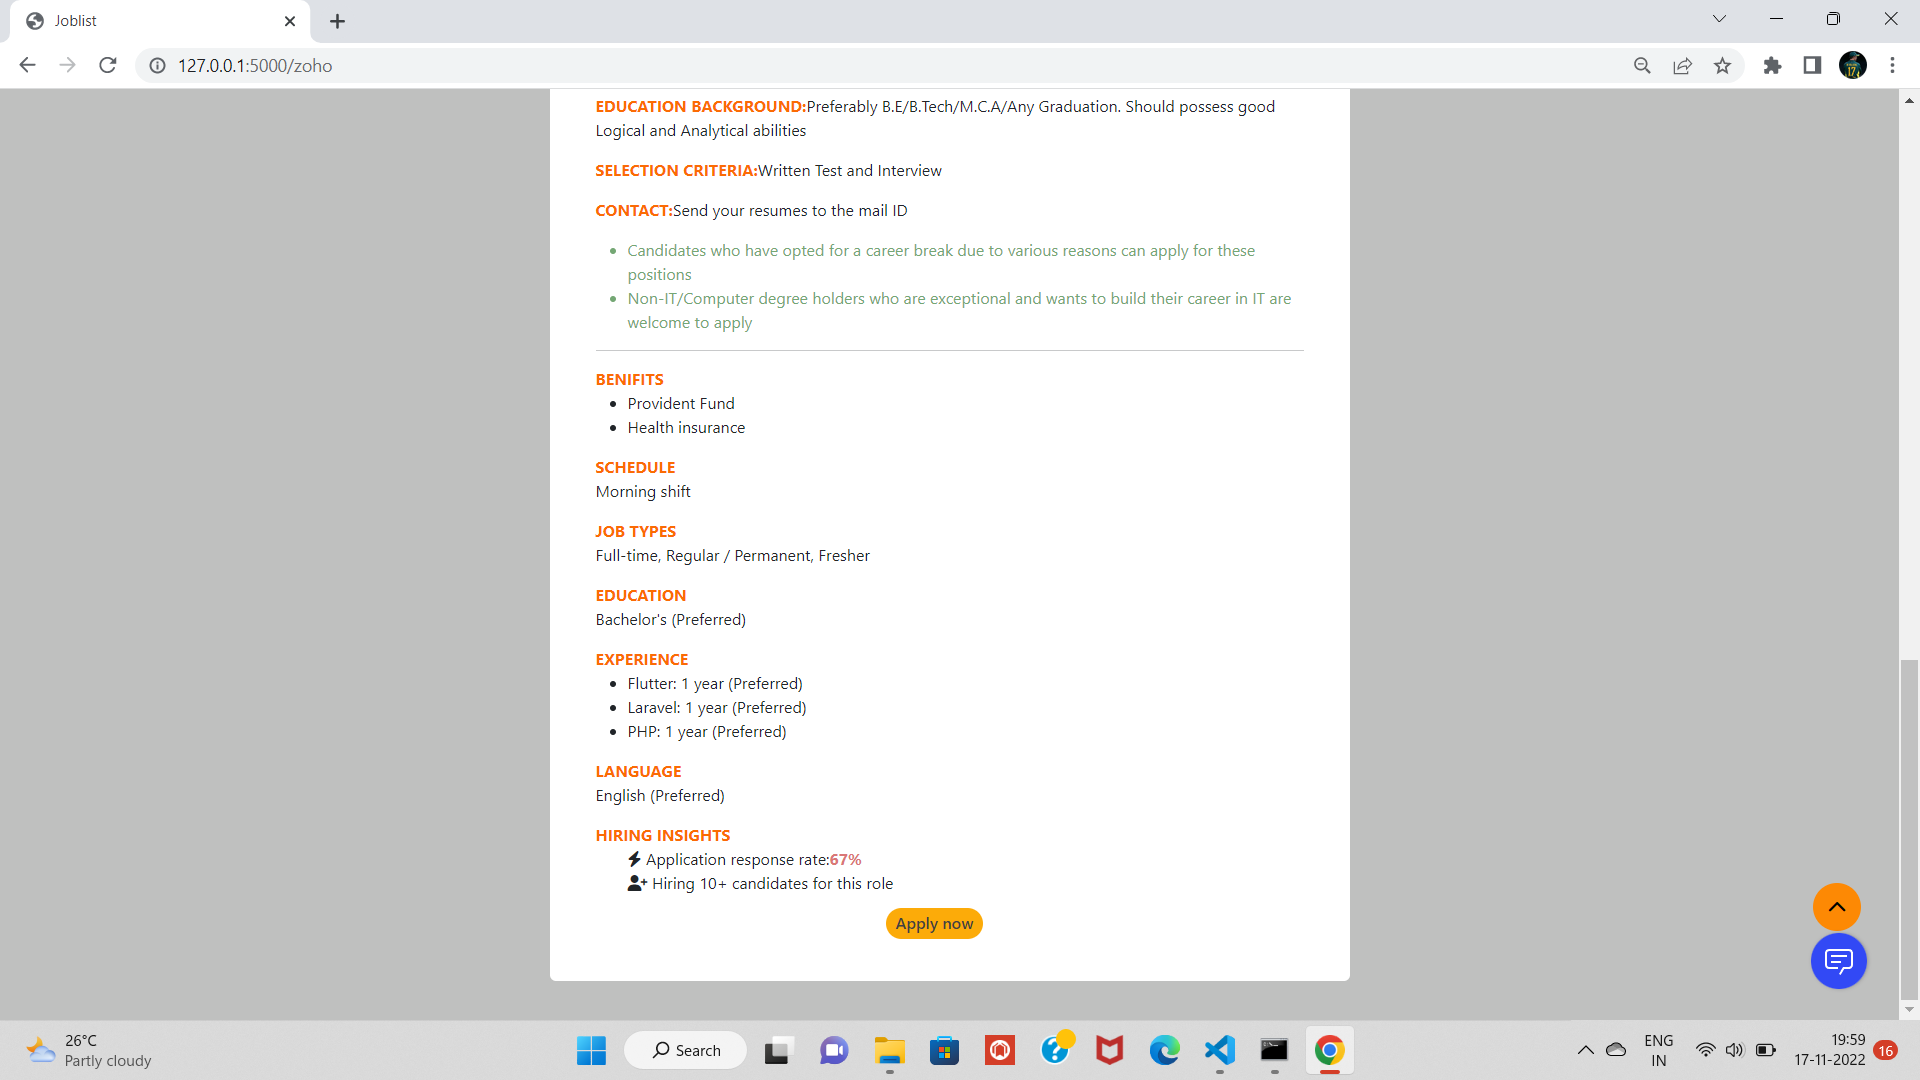 Joblist
127.0.0.1:5000/zoho
17
EDUCATION BACKGROUND:Preferably B.E/B.Tech/M.C.A/Any Graduation. Should possess good
Logical and Analytical abilities
SELECTION CRITERIA:Written Test and Interview
CONTACT:Send your resumes to the mail ID
• Candidates who have opted for a career break due to various reasons can apply for these
positions
• Non-IT/Computer degree holders who are exceptional and wants to build their career in IT are
welcome to apply
BENIFITS
• Provident Fund
• Health insurance
SCHEDULE
Morning shift
JOB TYPES
Full-time, Regular / Permanent, Fresher
EDUCATION
Bachelor's (Preferred)
EXPERIENCE
• Flutter: 1 year (Preferred)
• Laravel: 1 year (Preferred)
• PHP: 1 year (Preferred)
LANGUAGE
English (Preferred)
HIRING INSIGHTS
Application response rate:67%
Hiring 10+ candidates for this role
Apply now
26°C
Partly cloudy
Search
ENG
IN
19:59
17-11-2022
16